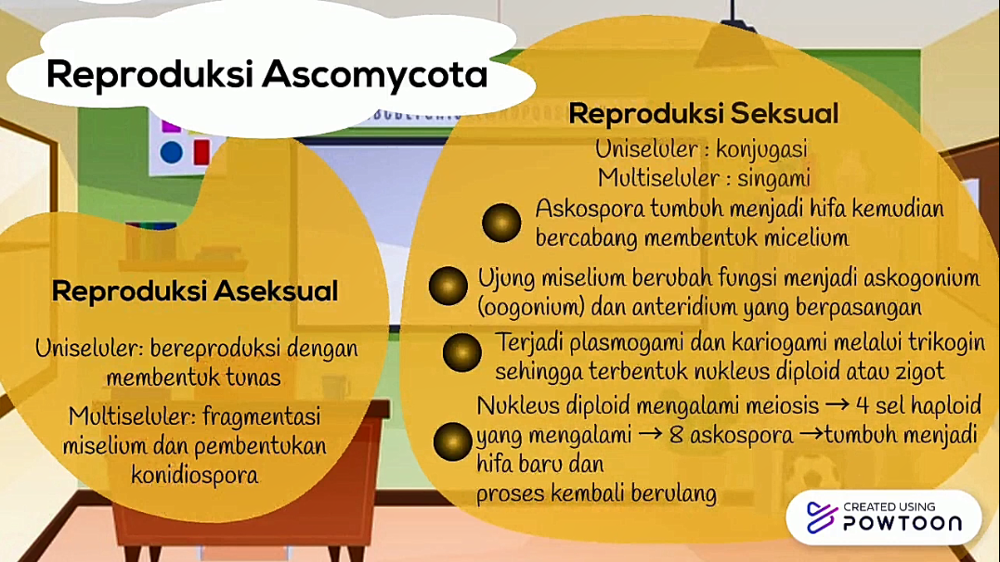 Reproduksi Ascomycota
Reproduksi Aseksual
Uniseluler: bereproduksi dengan
membentuk tunas
Multiseluler: fragmentasi
miselium dan pembentukan
konidiospora
Reproduksi Seksual
Uniseluler : konjugasi
Multiseluler : singami
Askospora tumbuh menjadi hifa kemudian
bercabang membentuk micelium
Ujung miselium berubah fungsi menjadi askogonium
(oogonium) dan anteridium yang berpasangan
Terjadi plasmogami dan kariogami melalui trikogin
sehingga terbentuk nukleus diploid atau zigot
Nukleus diploid mengalami meiosis → 4 sel haploid
yang mengalami → 8 askospora →tumbuh menjadi
hifa baru dan
proses kembali berulang
CREATED USING
POWTOON